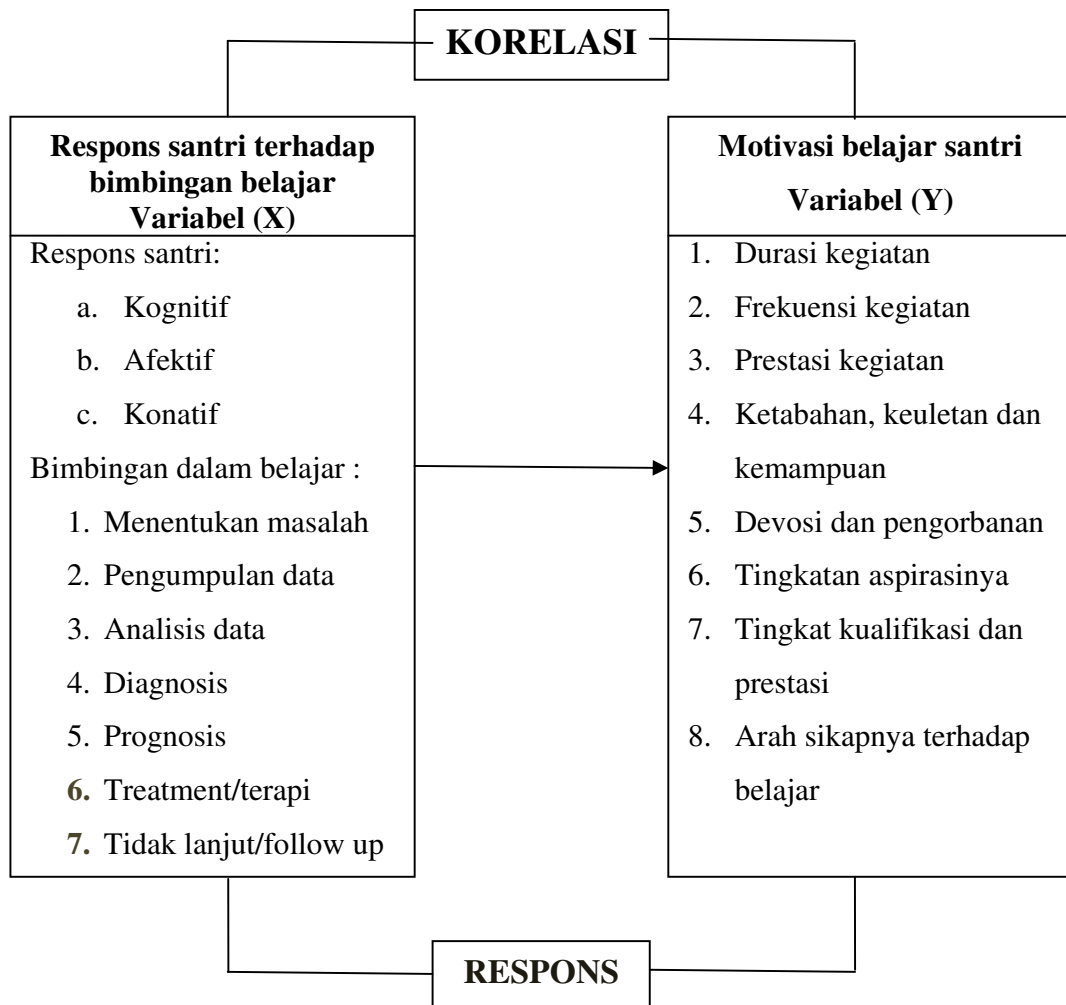 KORELASI
Respons santri terhadap
bimbingan belajar
Variabel (X)
Respons santri:
a. Kognitif
b. Afektif
c. Konatif
Bimbingan dalam belajar :
1. Menentukan masalah
2. Pengumpulan data
3. Analisis data
4. Diagnosis
5. Prognosis
6. Treatment/terapi
7. Tidak lanjut/follow up
Motivasi belajar santri
Variabel (Y)
1. Durasi kegiatan
2. Frekuensi kegiatan
3. Prestasi kegiatan
4. Ketabahan, keuletan dan
kemampuan
5. Devosi dan pengorbanan
6. Tingkatan aspirasinya
7. Tingkat kualifikasi dan
prestasi
8. Arah sikapnya terhadap
belajar
RESPONS